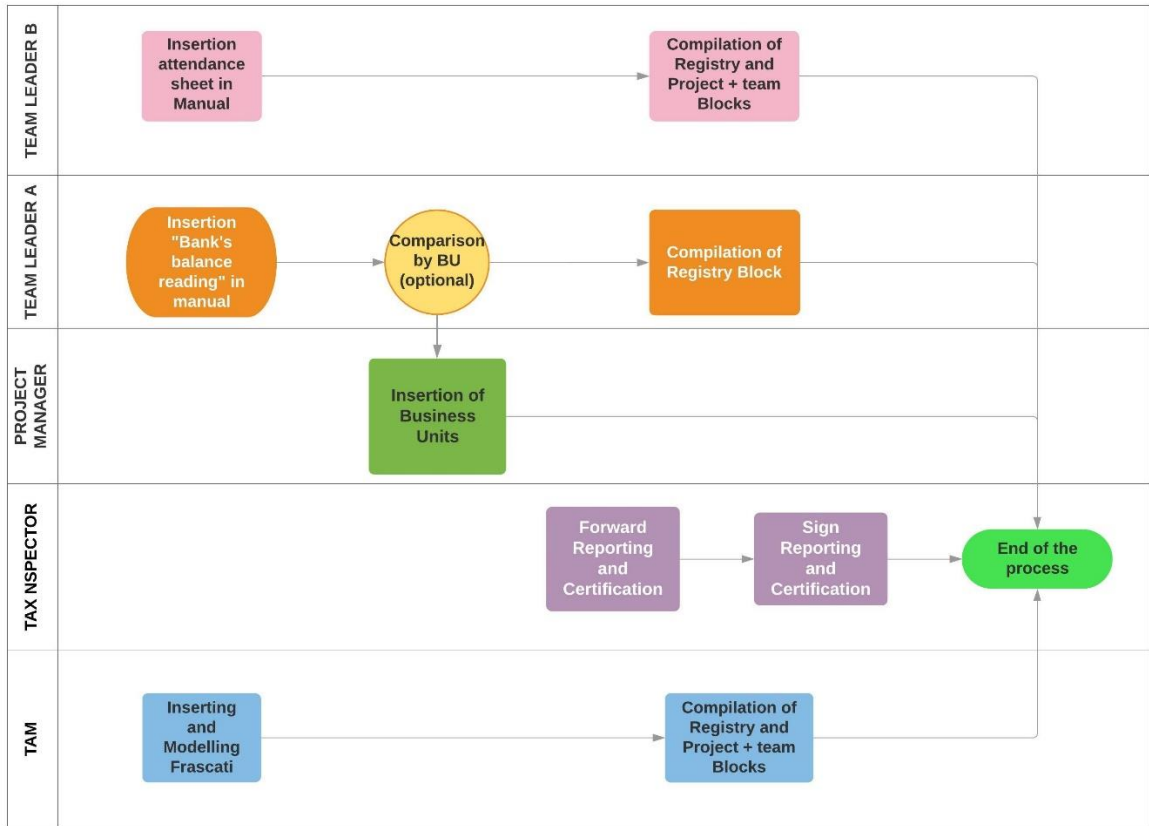 TEAM LEADER B
Insertion
attendance
sheet in
Manual
Compilation of
Registry and
Project + team
Blocks
TEAM LEADER A
Insertion
"Bank's
balance
reading" in
manual
Comparison
by BU
(optional)
Compilation of
Registry Block
PROJECT
MANAGER
Insertion of
Business
Units
TAX NSPECTOR
Forward
Reporting
and
Certification
Sign
Reporting
and
Certification
End of the
process
TAM
Inserting
and
Modelling
Frascati
Compilation of
Registry and
Project + team
Blocks